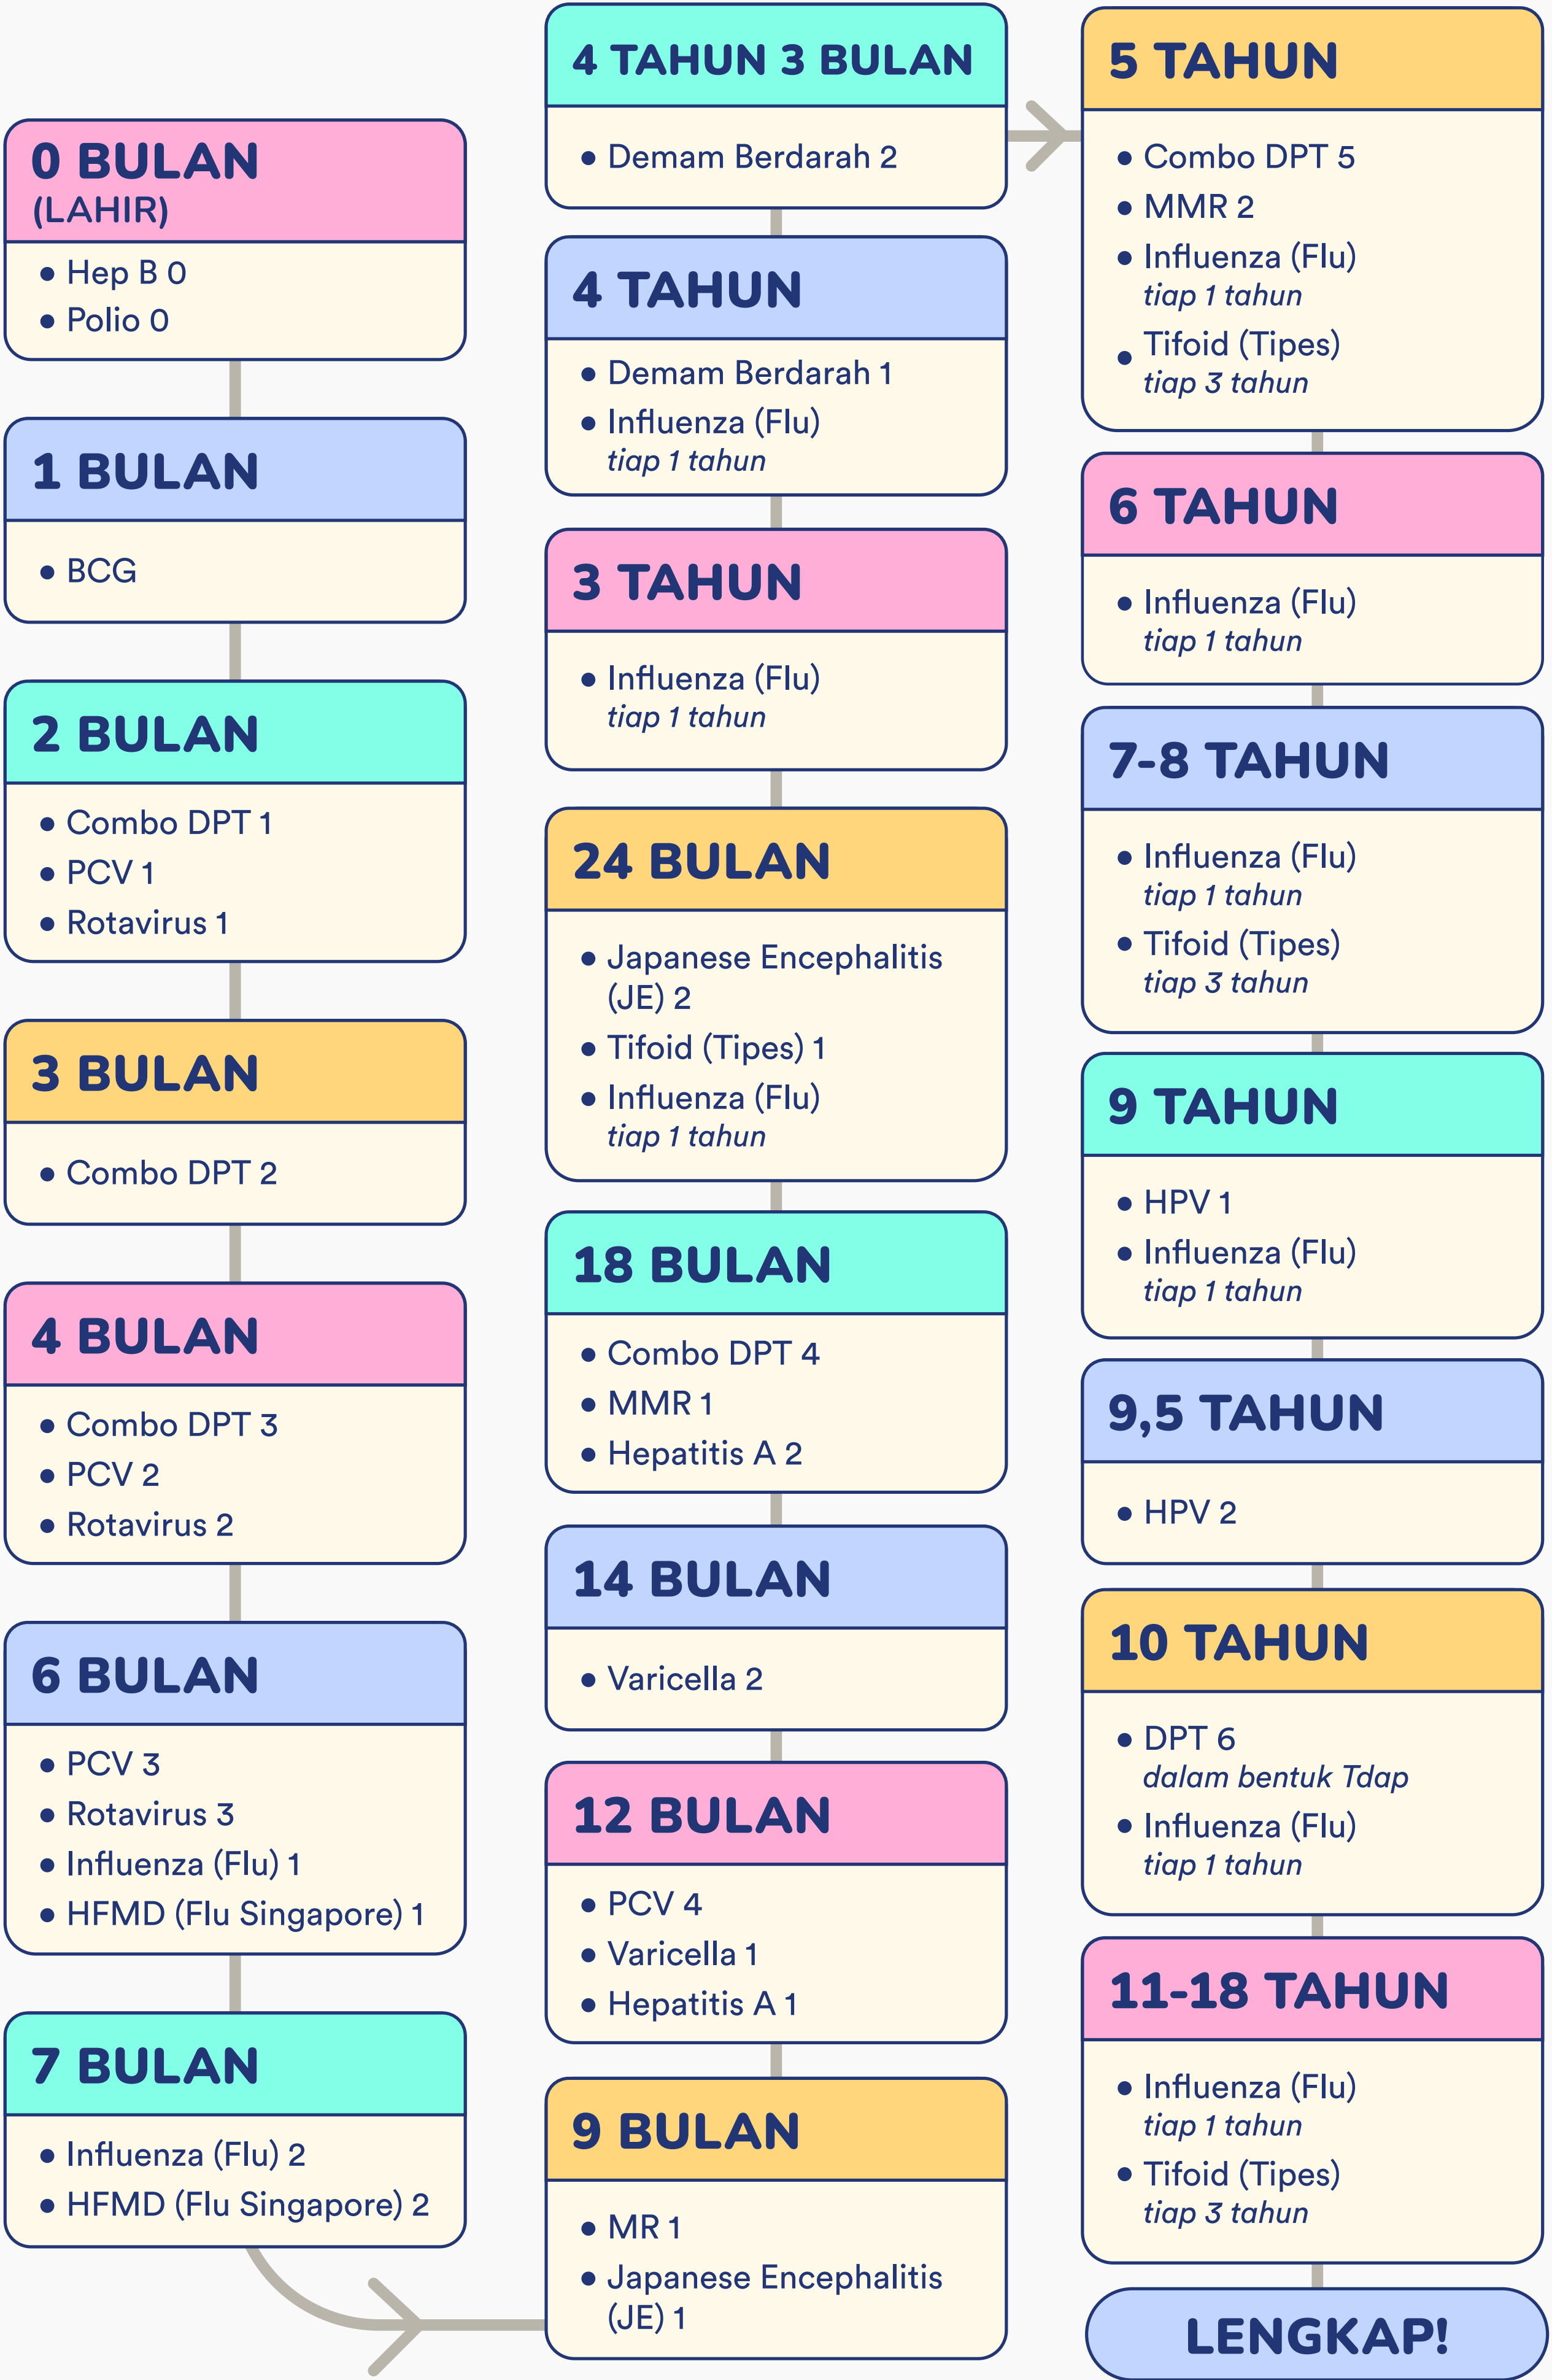 0 BULAN
(LAHIR)
• Hep B 0
• Polio 0
1 BULAN
• BCG
2 BULAN
• Combo DPT 1
• PCV 1
• Rotavirus 1
3 BULAN
• Combo DPT 2
4 BULAN
• Combo DPT 3
• PCV 2
• Rotavirus 2
6 BULAN
• PCV 3
• Rotavirus 3
• Influenza (Flu) 1
• HFMD (Flu Singapore) 1
7 BULAN
• Influenza (Flu) 2
• HFMD (Flu Singapore) 2
9 BULAN
• MR 1
• Japanese Encephalitis
(JE) 1
12 BULAN
• PCV 4
• Varicella 1
• Hepatitis A 1
14 BULAN
• Varicella 2
18 BULAN
• Combo DPT 4
• MMR 1
• Hepatitis A 2
24 BULAN
• Japanese Encephalitis
(JE) 2
• Tifoid (Tipes) 1
• Influenza (Flu)
tiap 1 tahun
3 TAHUN
• Influenza (Flu)
tiap 1 tahun
4 TAHUN
• Demam Berdarah 1
• Influenza (Flu)
tiap 1 tahun
4 TAHUN 3 BULAN
• Demam Berdarah 2
5 TAHUN
• Combo DPT 5
• MMR 2
• Influenza (Flu)
tiap 1 tahun
• Tifoid (Tipes)
tiap 3 tahun
6 TAHUN
• Influenza (Flu)
tiap 1 tahun
7-8 TAHUN
• Influenza (Flu)
tiap 1 tahun
• Tifoid (Tipes)
tiap 3 tahun
9 TAHUN
• HPV 1
• Influenza (Flu)
tiap 1 tahun
9,5 TAHUN
• HPV 2
10 TAHUN
• DPT 6
dalam bentuk Tdap
• Influenza (Flu)
tiap 1 tahun
11-18 TAHUN
• Influenza (Flu)
tiap 1 tahun
• Tifoid (Tipes)
tiap 3 tahun
LENGKAP!